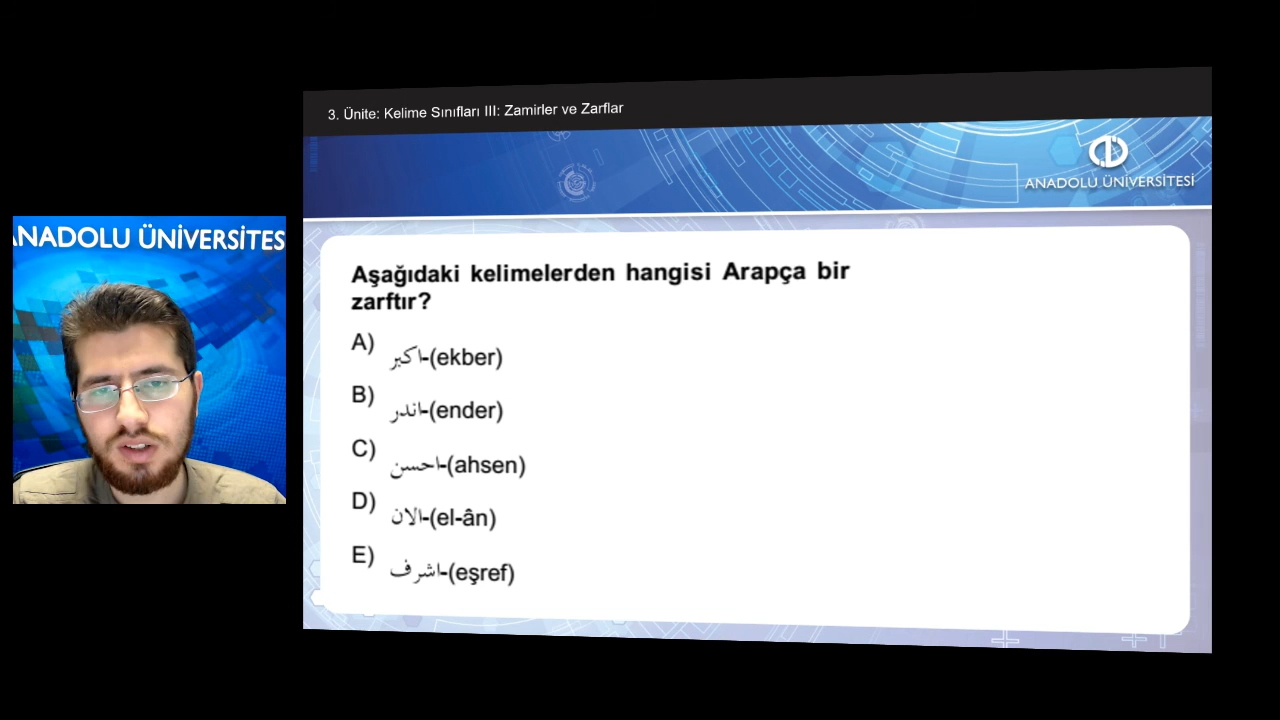 3. Ünite: Kelime Sınıfları III: Zamirler ve Zarflar
ANADOLU ÜNİVERSİTESİ
ANADOLU ÜNİVERSİTES
Aşağıdaki kelimelerden hangisi Arapça bir
zarftır?
A) اكبر-(ekber)
B) اندر-(ender)
C) احسن-(ahsen)
D) الان-(el-ân)
E) اشرف-(eşref)